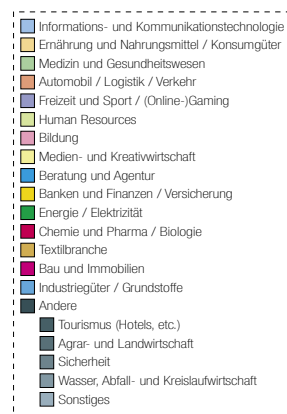 Informations- und Kommunikationstechnologie
Ernährung und Nahrungsmittel / Konsumgüter
Medizin und Gesundheitswesen
Automobil / Logistik / Verkehr
Freizeit und Sport / (Online-)Gaming
Human Resources
Bildung
Medien- und Kreativwirtschaft
Beratung und Agentur
Banken und Finanzen / Versicherung
Energie / Elektrizität
Chemie und Pharma / Biologie
Textilbranche
Bau und Immobilien
Industriegüter / Grundstoffe
Andere
Tourismus (Hotels, etc.)
Agrar- und Landwirtschaft
Sicherheit
Wasser, Abfall- und Kreislaufwirtschaft
Sonstiges